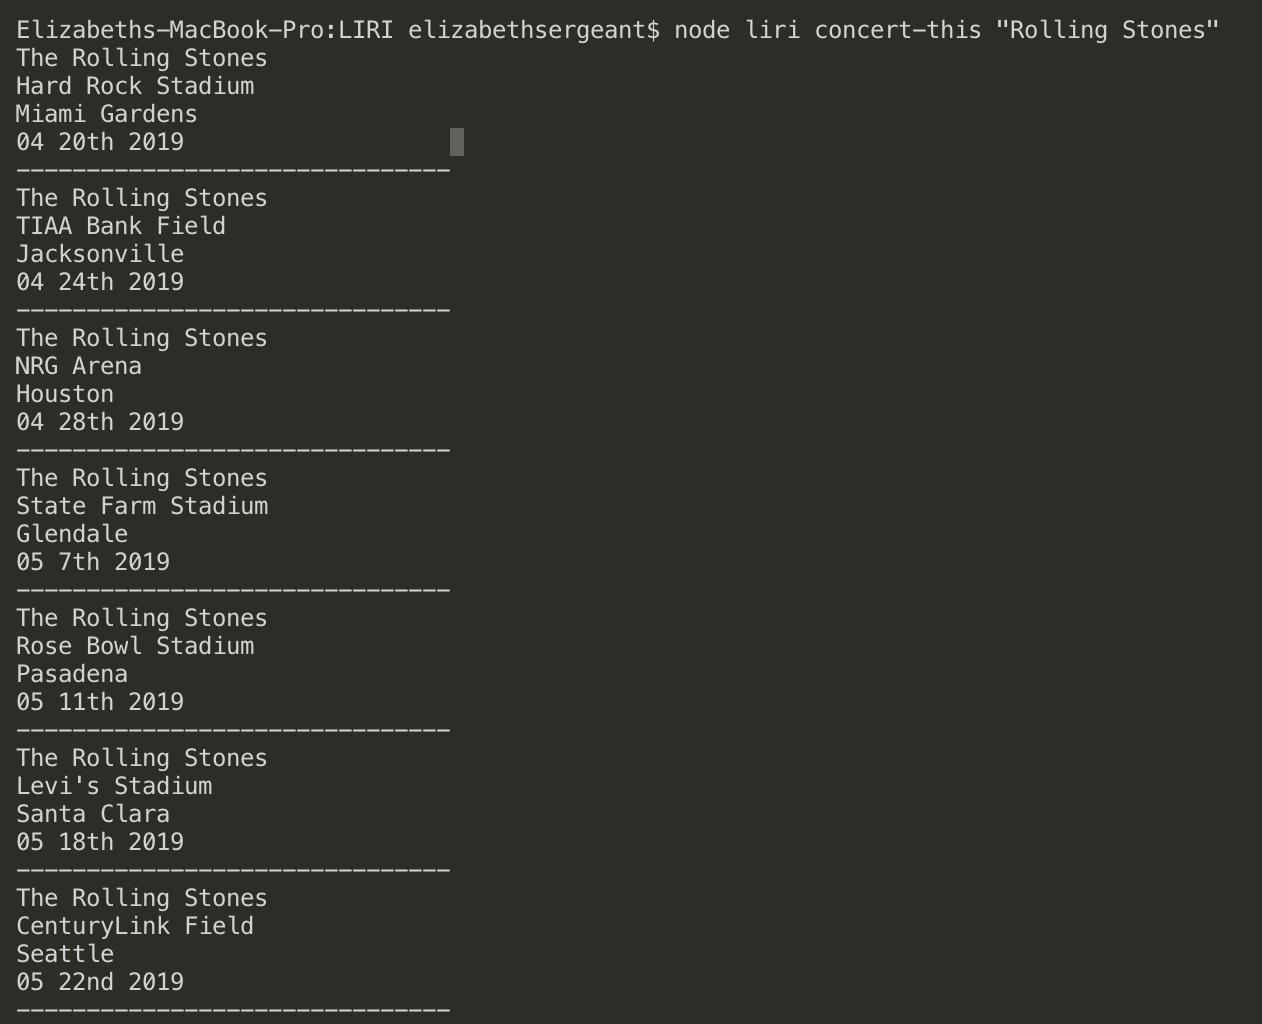 Elizabeths-MacBook-Pro:LIRI elizabethsergeant$ node liri concert-this "Rolling Stones"
The Rolling Stones
Hard Rock Stadium
Miami Gardens
04 20th 2019
-------------------------------
The Rolling Stones
TIAA Bank Field
Jacksonville
04 24th 2019
-------------------------------
The Rolling Stones
NRG Arena
Houston
04 28th 2019
-------------------------------
The Rolling Stones
State Farm Stadium
Glendale
05 7th 2019
-------------------------------
The Rolling Stones
Rose Bowl Stadium
Pasadena
05 11th 2019
-------------------------------
The Rolling Stones
Levi's Stadium
Santa Clara
05 18th 2019
-------------------------------
The Rolling Stones
CenturyLink Field
Seattle
05 22nd 2019
-------------------------------